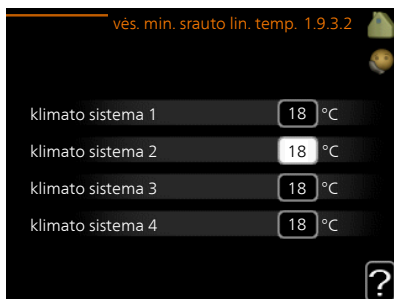 vės. min. srauto lin. temp. 1.9.3.2
klimato sistema 1 18 °C
klimato sistema 2 18 °C
klimato sistema 3 18 °C
klimato sistema 4 18 °C
?